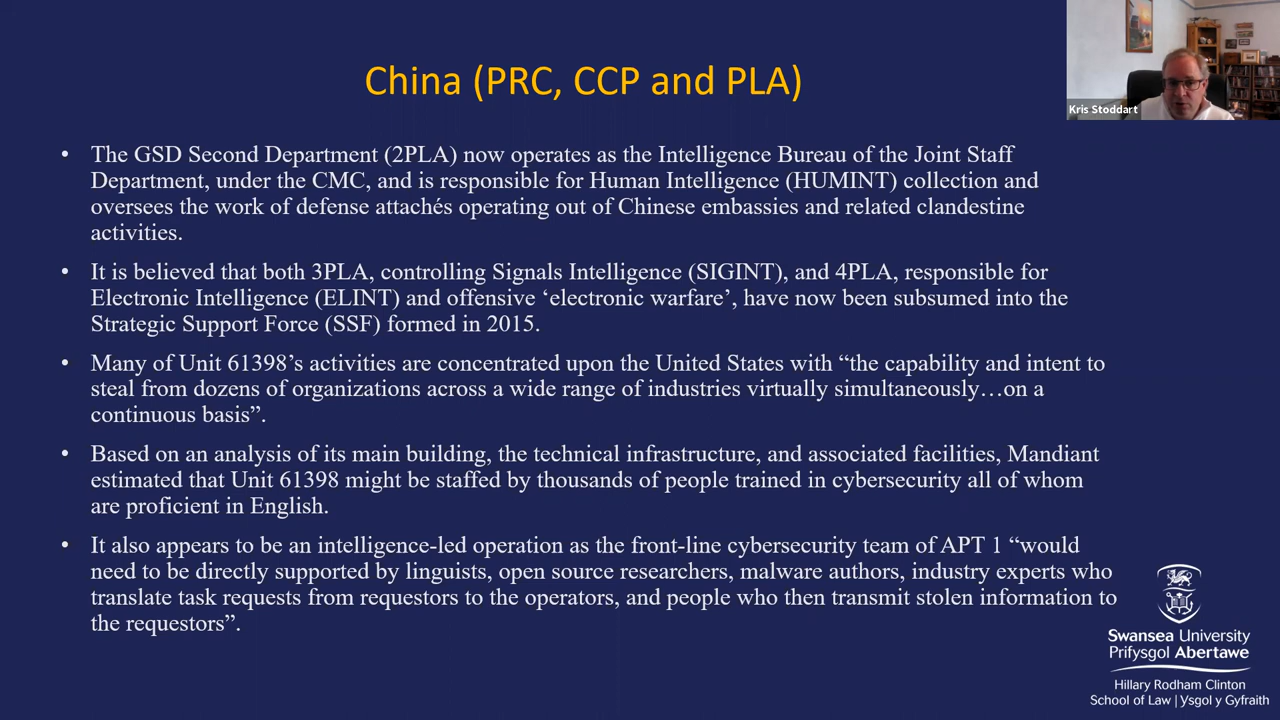 China (PRC, CCP and PLA)
Kris Stoddart
• The GSD Second Department (2PLA) now operates as the Intelligence Bureau of the Joint Staff
Department, under the CMC, and is responsible for Human Intelligence (HUMINT) collection and
oversees the work of defense attachés operating out of Chinese embassies and related clandestine
activities.
• It is believed that both 3PLA, controlling Signals Intelligence (SIGINT), and 4PLA, responsible for
Electronic Intelligence (ELINT) and offensive ‘electronic warfare’, have now been subsumed into the
Strategic Support Force (SSF) formed in 2015.
• Many of Unit 61398’s activities are concentrated upon the United States with “the capability and intent to
steal from dozens of organizations across a wide range of industries virtually simultaneously…on a
continuous basis”.
• Based on an analysis of its main building, the technical infrastructure, and associated facilities, Mandiant
estimated that Unit 61398 might be staffed by thousands of people trained in cybersecurity all of whom
are proficient in English.
• It also appears to be an intelligence-led operation as the front-line cybersecurity team of APT 1 “would
need to be directly supported by linguists, open source researchers, malware authors, industry experts who
translate task requests from requestors to the operators, and people who then transmit stolen information to
the requestors”.
Swansea University
Prifysgol Abertawe
Hillary Rodham Clinton
School of Law | Ysgol y Gyfraith